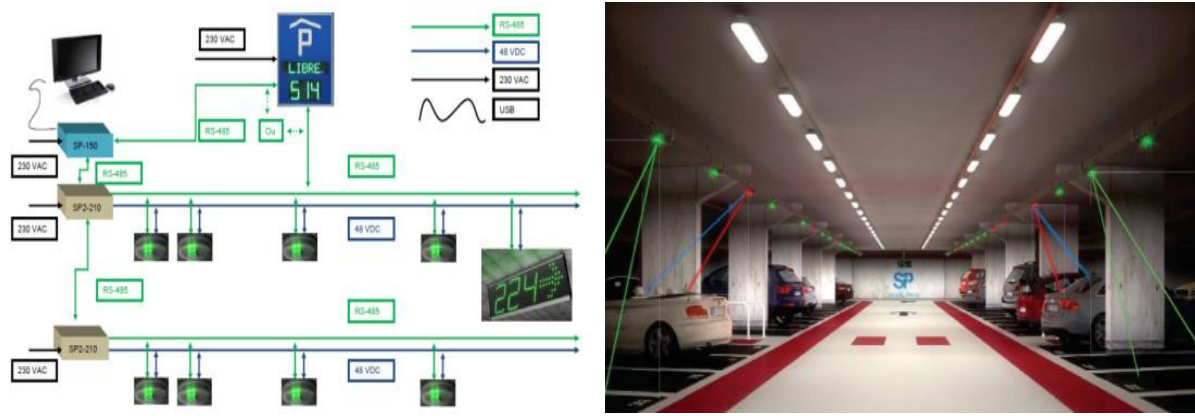 230 VAC
P
LIBRE
514
RS-485
48 VDC
230 VAC
USB
RS-485
Ou
SP-150
230 VAC
RS-485
RS-485
SP2-210
230 VAC
48 VDC
224
RS-485
RS-485
SP2-210
230 VAC
48 VDC
SP